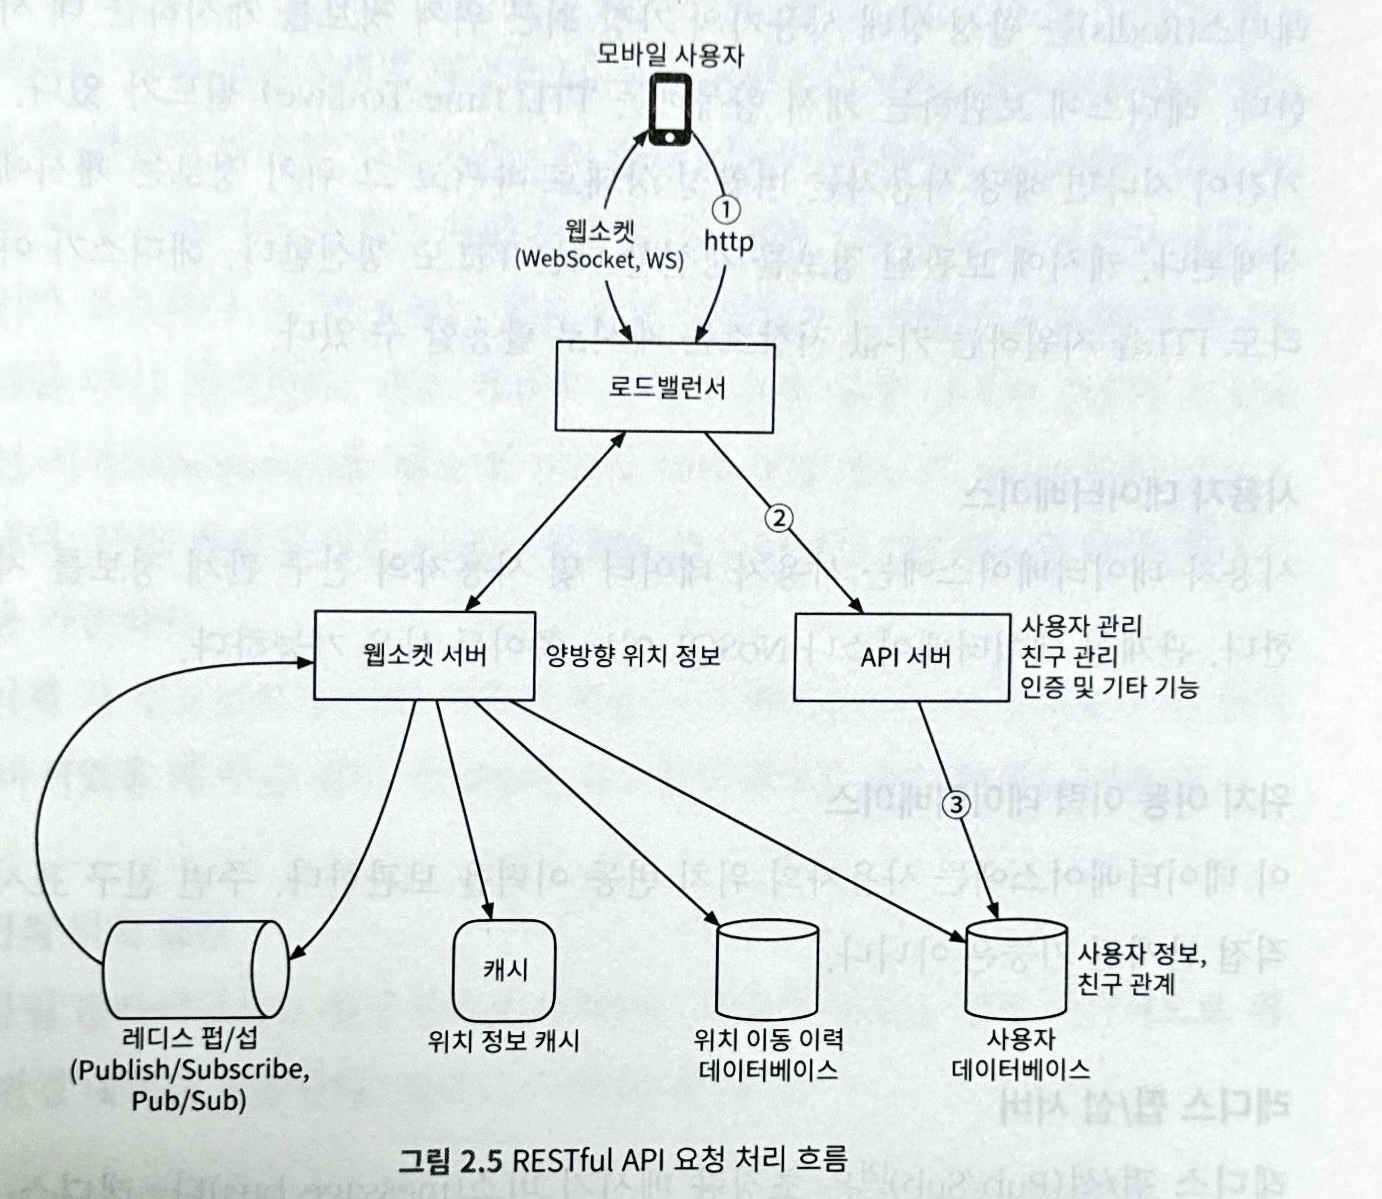 모바일 사용자
웹소켓
(WebSocket, WS)
①
http
로드밸런서
②
웹소켓 서버
양방향 위치 정보
API 서버
사용자 관리
친구 관리
인증 및 기타 기능
③
캐시
사용자 정보,
친구 관계
레디스 펍/섭
(Publish/Subscribe,
Pub/Sub)
위치 정보 캐시
위치 이동 이력
데이터베이스
사용자
데이터베이스
그림 2.5 RESTful API 요청 처리 흐름